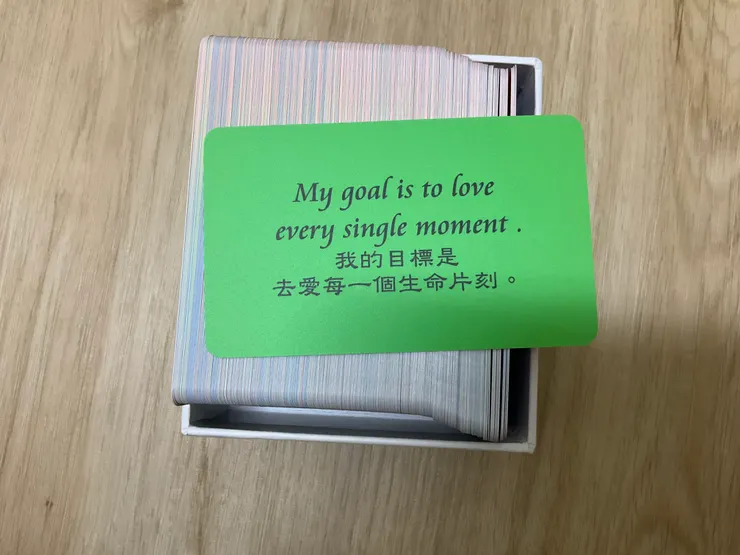 My goal is to love
every single moment .
我的目標是
去愛每一個生命片刻。